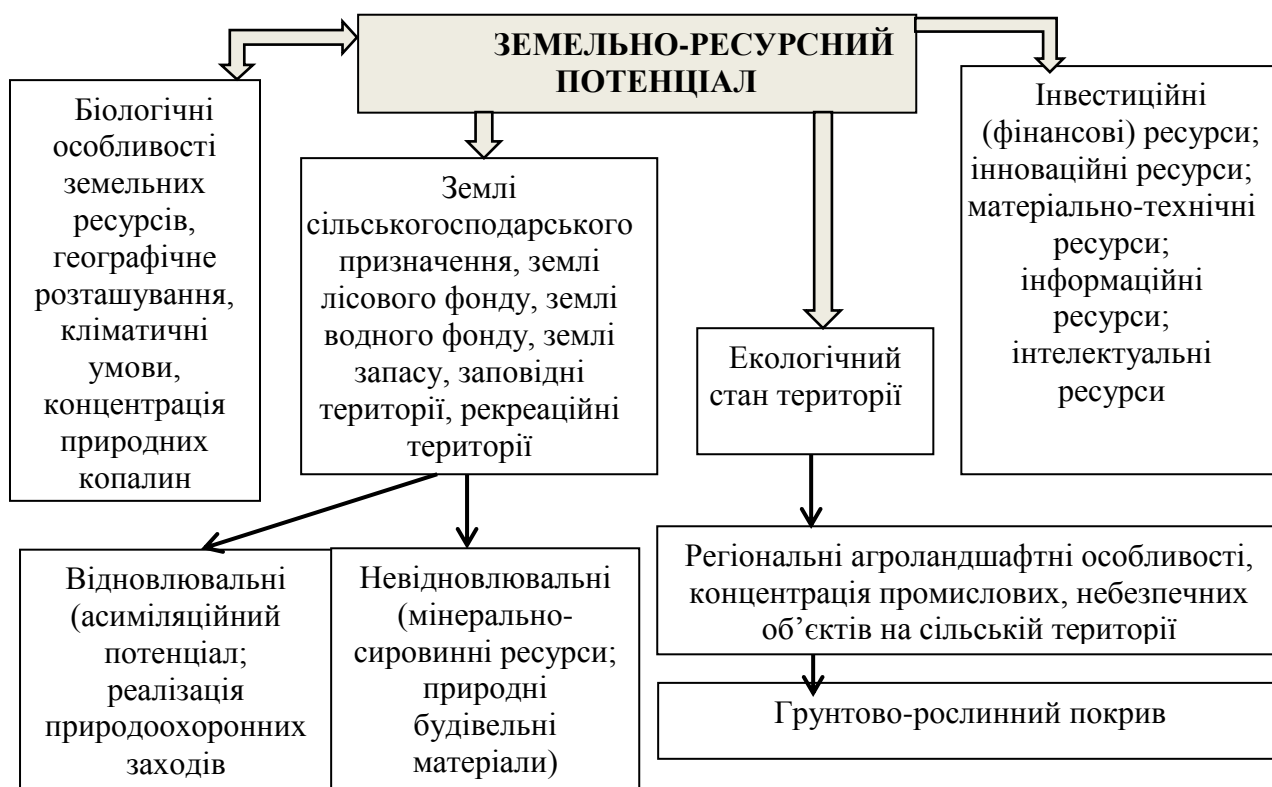 ЗЕМЕЛЬНО-РЕСУРСНИЙ
ПОТЕНЦІАЛ
Біологічні
особливості
земельних
ресурсів,
географічне
розташування,
кліматичні
умови,
концентрація
природних
копалин
Землі
сільськогосподарського
призначення, землі
лісового фонду, землі
водного фонду, землі
запасу, заповідні
території, рекреаційні
території
Екологічний
стан території
Інвестиційні
(фінансові) ресурси;
інноваційні ресурси;
матеріально-технічні
ресурси;
інформаційні
ресурси;
інтелектуальні
ресурси
Відновлювальні
(асиміляційний
потенціал;
реалізація
природоохоронних
заходів
Невідновлювальні
(мінерально-
сировинні ресурси;
природні
будівельні
матеріали)
Регіональні агроландшафтні особливості,
концентрація промислових, небезпечних
об’єктів на сільській території
Грунтово-рослинний покрив